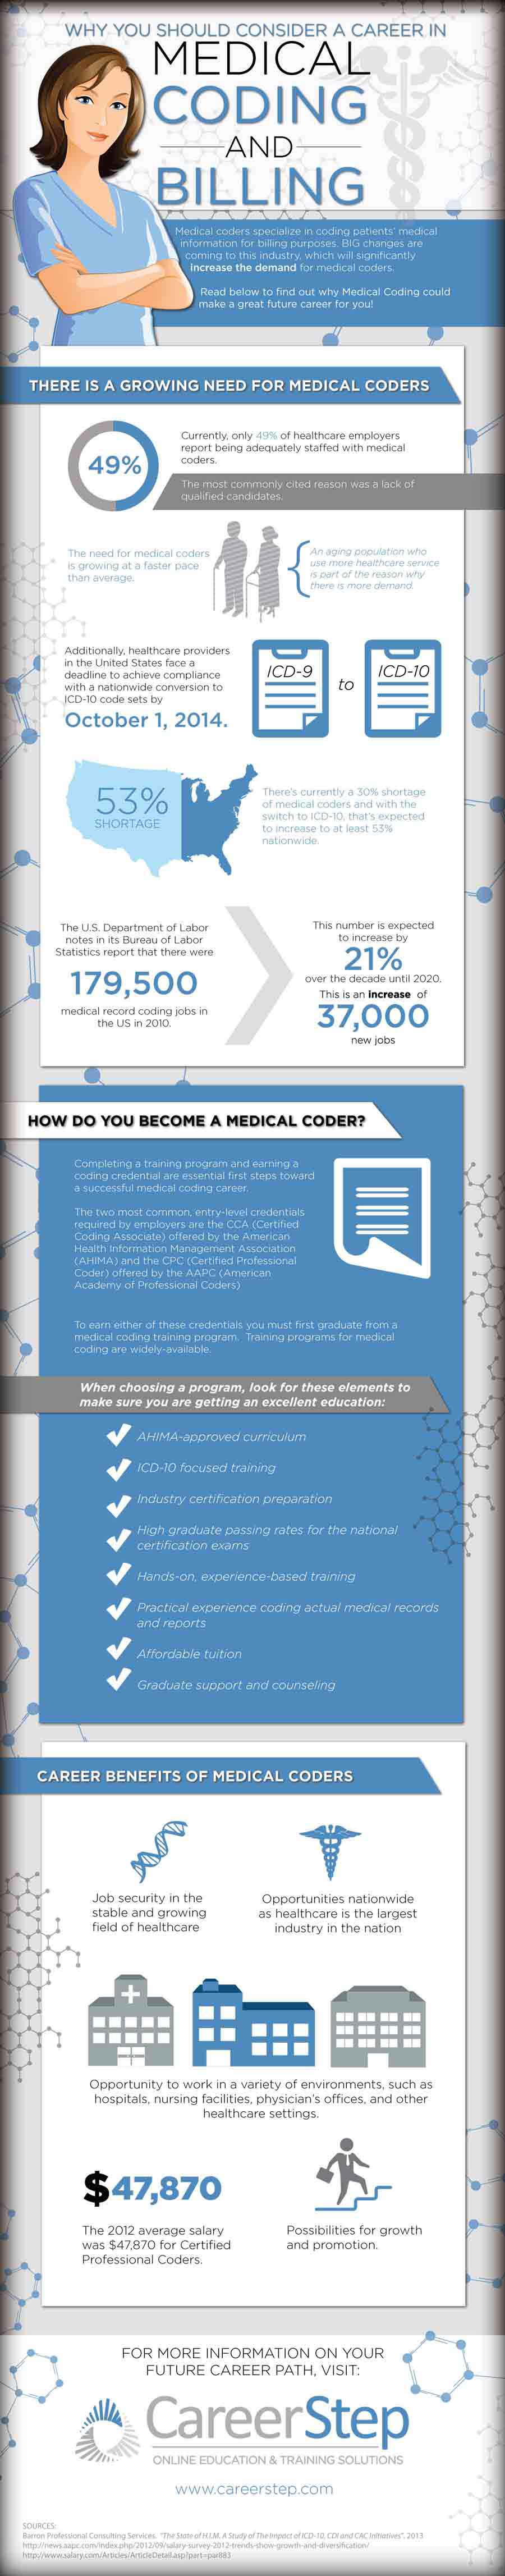 WHY YOU SHOULD CONSIDER A CAREER IN
MEDICAL
CODING
AND
BILLING
Medical coders specialize in coding patients' medical
information for billing purposes. BIG changes are
coming to this industry, which will significantly
increase the demand for medical coders.
Read below to find out why Medical Coding could
make a great future career for you!
THERE IS A GROWING NEED FOR MEDICAL CODERS
49%
Currently, only 49% of healthcare employers
report being adequately staffed with medical
coders.
The most commonly cited reason was a lack of
qualified candidates.
The need for medical coders
is growing at a faster pace
than average.
An aging population who
use more healthcare service
is part of the reason why
there is more demand.
Additionally, healthcare providers
in the United States face a
deadline to achieve compliance
with a nationwide conversion to
ICD-10 code sets by
October 1, 2014.
ICD-9
to
ICD-10
53%
SHORTAGE
There's currently a 30% shortage
of medical coders and with the
switch to ICD-10, that's expected
to increase to at least 53%
nationwide.
The U.S. Department of Labor
notes in its Bureau of Labor
Statistics report that there were
179,500
medical record coding jobs in
the US in 2010.
This number is expected
to increase by
21%
over the decade until 2020.
This is an increase of
37,000
new jobs
HOW DO YOU BECOME A MEDICAL CODER?
Completing a training program and earning a
coding credential are essential first steps toward
a successful medical coding career.
The two most common, entry-level credentials
required by employers are the CCA (Certified
Coding Associate) offered by the American
Health Information Management Association
(AHIMA) and the CPC (Certified Professional
Coder) offered by the AAPC (American
Academy of Professional Coders)
To earn either of these credentials you must first graduate from a
medical coding training program. Training programs for medical
coding are widely-available.
When choosing a program, look for these elements to
make sure you are getting an excellent education:
AHIMA-approved curriculum
ICD-10 focused training
Industry certification preparation
High graduate passing rates for the national
certification exams
Hands-on, experience-based training
Practical experience coding actual medical records
and reports
Affordable tuition
Graduate support and counseling
CAREER BENEFITS OF MEDICAL CODERS
Job security in the
stable and growing
field of healthcare
Opportunities nationwide
as healthcare is the largest
industry in the nation
Opportunity to work in a variety of environments, such as
hospitals, nursing facilities, physician's offices, and other
healthcare settings.
$47,870
The 2012 average salary
was $47,870 for Certified
Professional Coders.
Possibilities for growth
and promotion.
FOR MORE INFORMATION ON YOUR
FUTURE CAREER PATH, VISIT:
CareerStep
ONLINE EDUCATION & TRAINING SOLUTIONS
www.careerstep.com
SOURCES:
Barron Professional Consulting Services. "The State of H.I.M. A Study of The Impact of ICD-10, CDI and CAC Initiatives". 2013
http://news.aapc.com/index.php/2012/09/salary-survey-2012-trends-show-growth-and-diversification/
http://www.salary.com/Articles/ArticleDetail.asp?part=par883